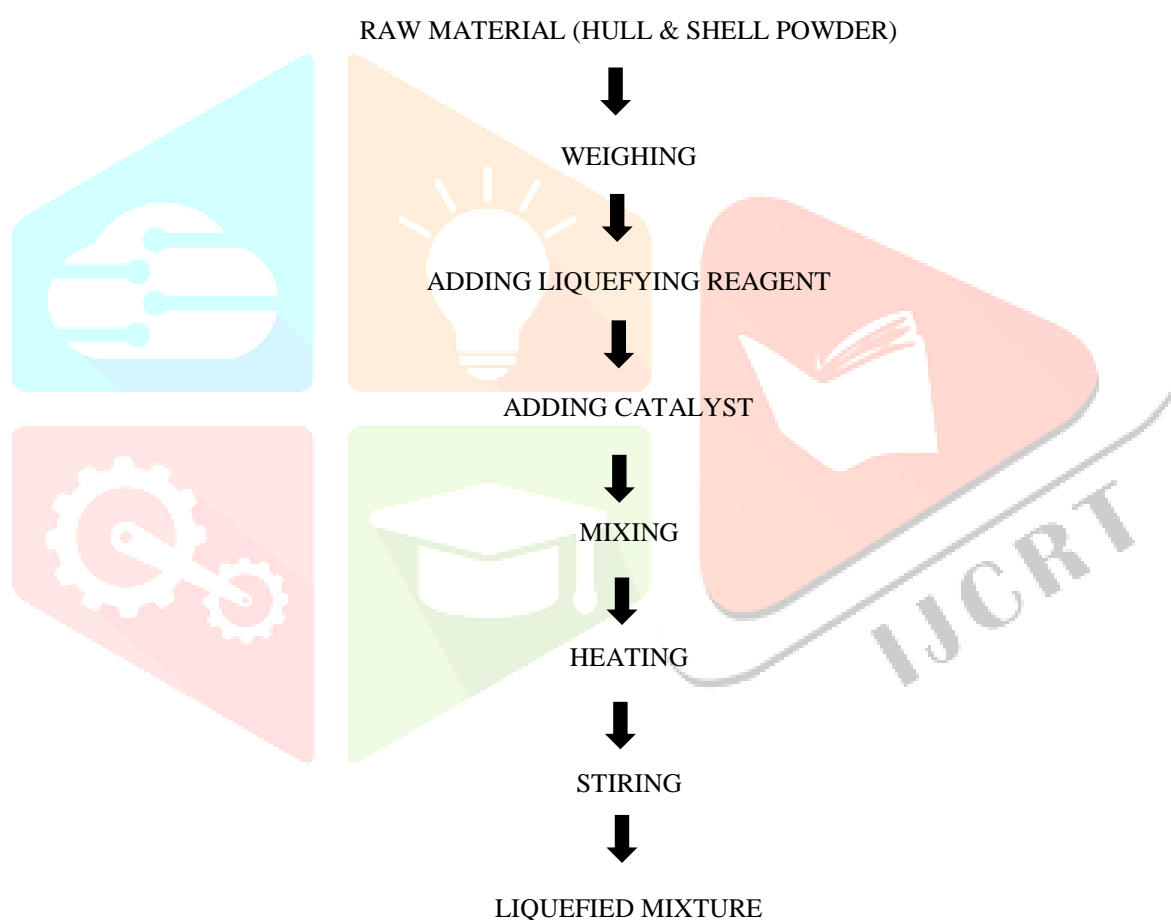 RAW MATERIAL (HULL & SHELL POWDER)
WEIGHING
ADDING LIQUEFYING REAGENT
ADDING CATALYST
MIXING
HEATING
STIRING
LIQUEFIED MIXTURE
IJCRT